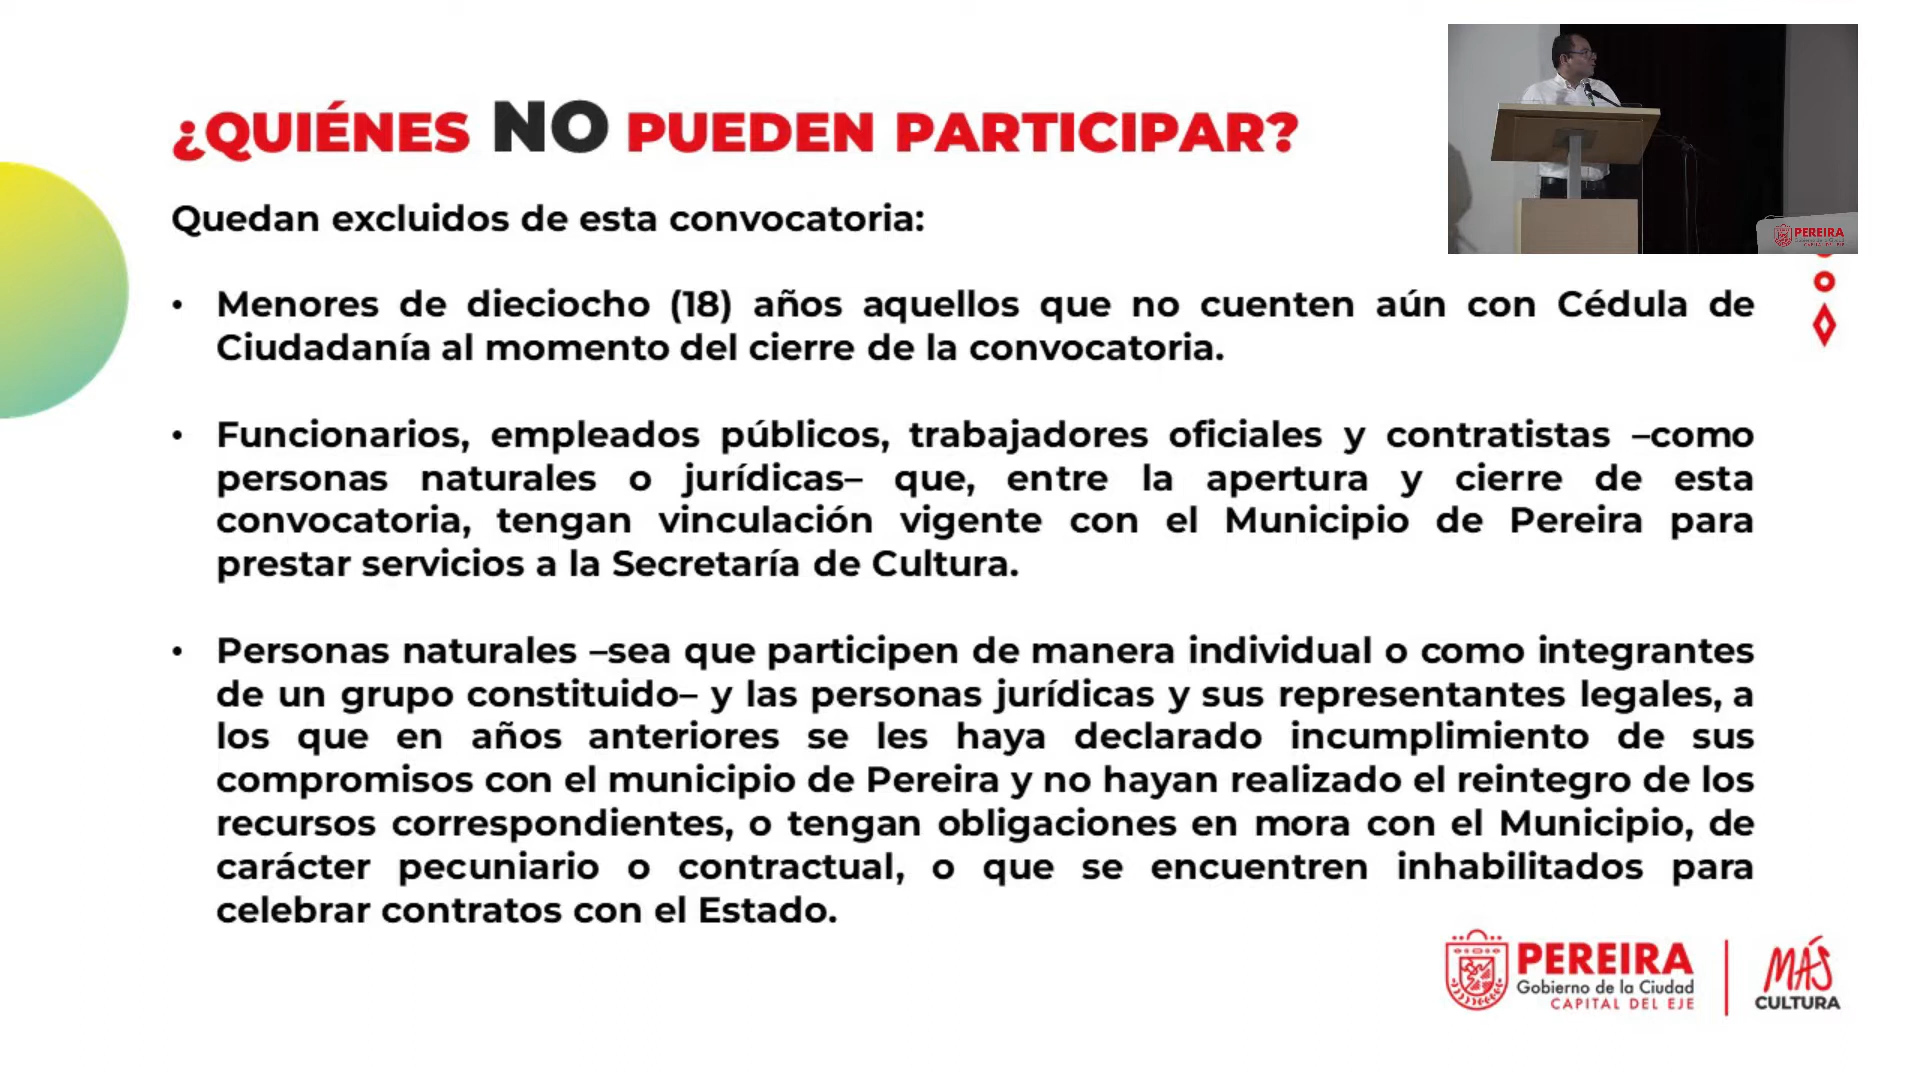 ¿QUIÉNES NO PUEDEN PARTICIPAR?
Quedan excluidos de esta convocatoria:
• Menores de dieciocho (18) años aquellos que no cuenten aún con Cédula de
Ciudadanía al momento del cierre de la convocatoria.
• Funcionarios, empleados públicos, trabajadores oficiales y contratistas –como
personas naturales o jurídicas– que, entre la apertura y cierre de esta
convocatoria, tengan vinculación vigente con el Municipio de Pereira para
prestar servicios a la Secretaría de Cultura.
• Personas naturales –sea que participen de manera individual o como integrantes
de un grupo constituido– y las personas jurídicas y sus representantes legales, a
los que en años anteriores se les haya declarado incumplimiento de sus
compromisos con el municipio de Pereira y no hayan realizado el reintegro de los
recursos correspondientes, o tengan obligaciones en mora con el Municipio, de
carácter pecuniario o contractual, o que se encuentren inhabilitados para
celebrar contratos con el Estado.
PEREIRA
PEREIRA
Gobierno de la Ciudad
CAPITAL DEL EJE
MÁS
CULTURA